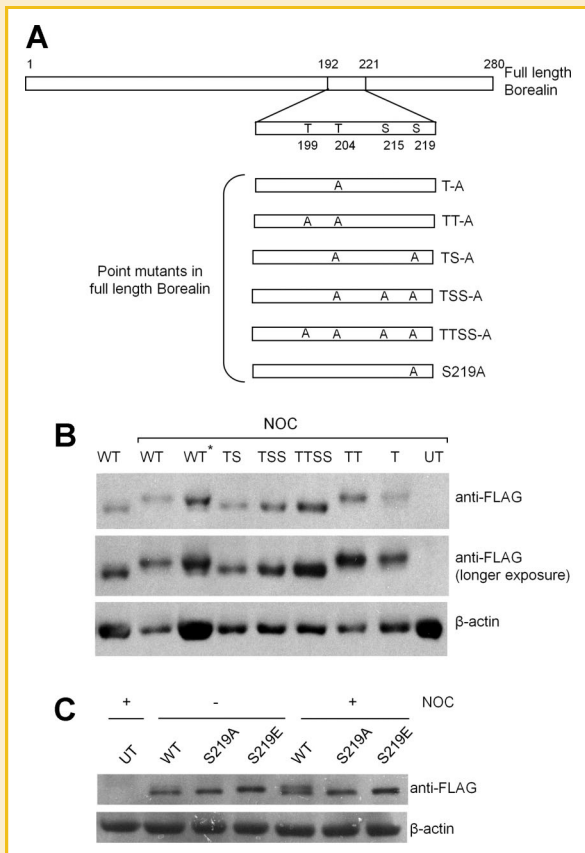 A
1 192 221 280 Full length
Borealin
T T S S
199 204 215 219
A T-A
A A TT-A
A A TS-A
Point mutants in
full length Borealin
A A A TSS-A
A A A A TTSS-A
A S219A
B
NOC
WT WT WT* TS TSS TTSS TT T UT
anti-FLAG
anti-FLAG
(longer exposure)
β-actin
C
+ - + NOC
UT WT S219A S219E WT S219A S219E
anti-FLAG
β-actin